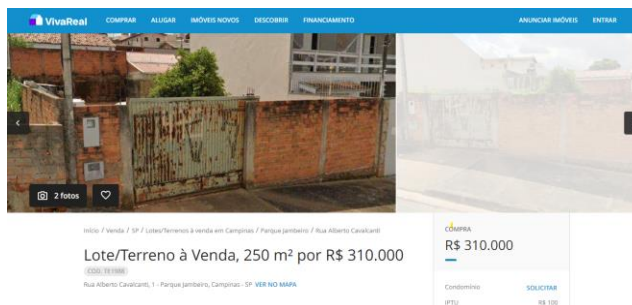 VivaReal COMPRAR ALUGAR IMÓVEIS NOVOS DESCOBRIR FINANCIAMENTO ANUNCIAR IMÓVEIS ENTRAR
2 fotos
Início / Venda / SP / Lotes/Terrenos à venda em Campinas / Parque Jambeiro / Rua Alberto Cavalcanti
COMPRA
R$ 310.000
Lote/Terreno à Venda, 250 m² por R$ 310.000
COD. TE1988
Rua Alberto Cavalcanti, 1 - Parque Jambeiro, Campinas - SP VER NO MAPA
Condomínio SOLICITAR
IPTU R$ 100